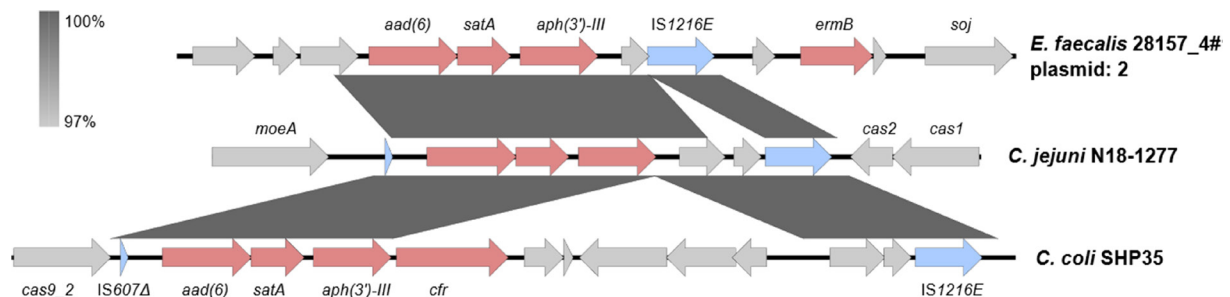 100%
97%
aad(6) satA aph(3')-III IS1216E ermB soj
E. faecalis 28157_4#
plasmid: 2
moeA cas2 cas1
C. jejuni N18-1277
C. coli SHP35
cas9_2 IS607Δ aad(6) satA aph(3')-III cfr IS1216E